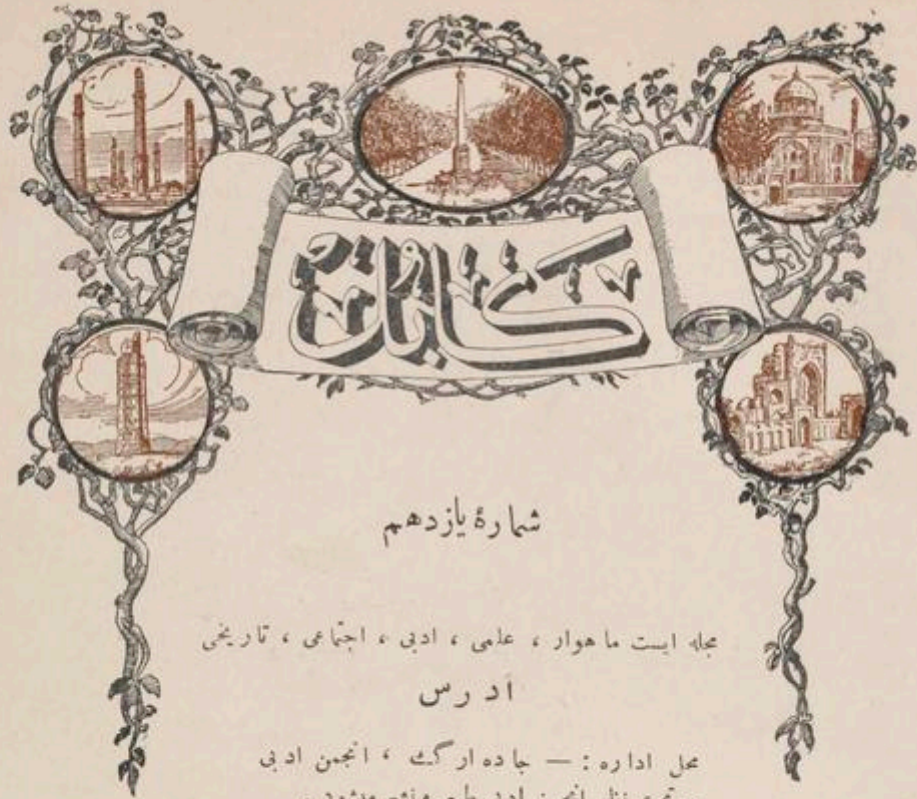 کابل
شمارهٔ یازدهم
مجله ایست ماهوار ، علمی ، ادبی ، اجتماعی ، تاریخی
آدرس
محل اداره : — جاده ارگ ، انجمن ادبی